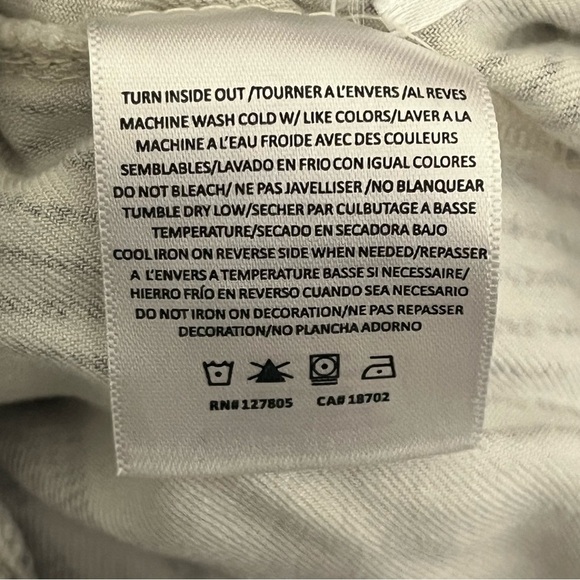 TURN INSIDE OUT /TOURNER A L'ENVERS /AL REVES
MACHINE WASH COLD W/ LIKE COLORS/LAVER A LA
MACHINE A L'EAU FROIDE AVEC DES COULEURS
SEMBLABLES/LAVADO EN FRIO CON IGUAL COLORES
DO NOT BLEACH/ NE PAS JAVELLISER /NO BLANQUEAR
TUMBLE DRY LOW/SECHER PAR CULBUTAGE A BASSE
TEMPERATURE/SECADO EN SECADORA BAJO
COOL IRON ON REVERSE SIDE WHEN NEEDED/REPASSER
A L'ENVERS A TEMPERATURE BASSE SI NECESSAIRE/
HIERRO FRÍO EN REVERSO CUANDO SEA NECESARIO
DO NOT IRON ON DECORATION/NE PAS REPASSER
DECORATION/NO PLANCHA ADORNO
RN# 127805 CA# 18702